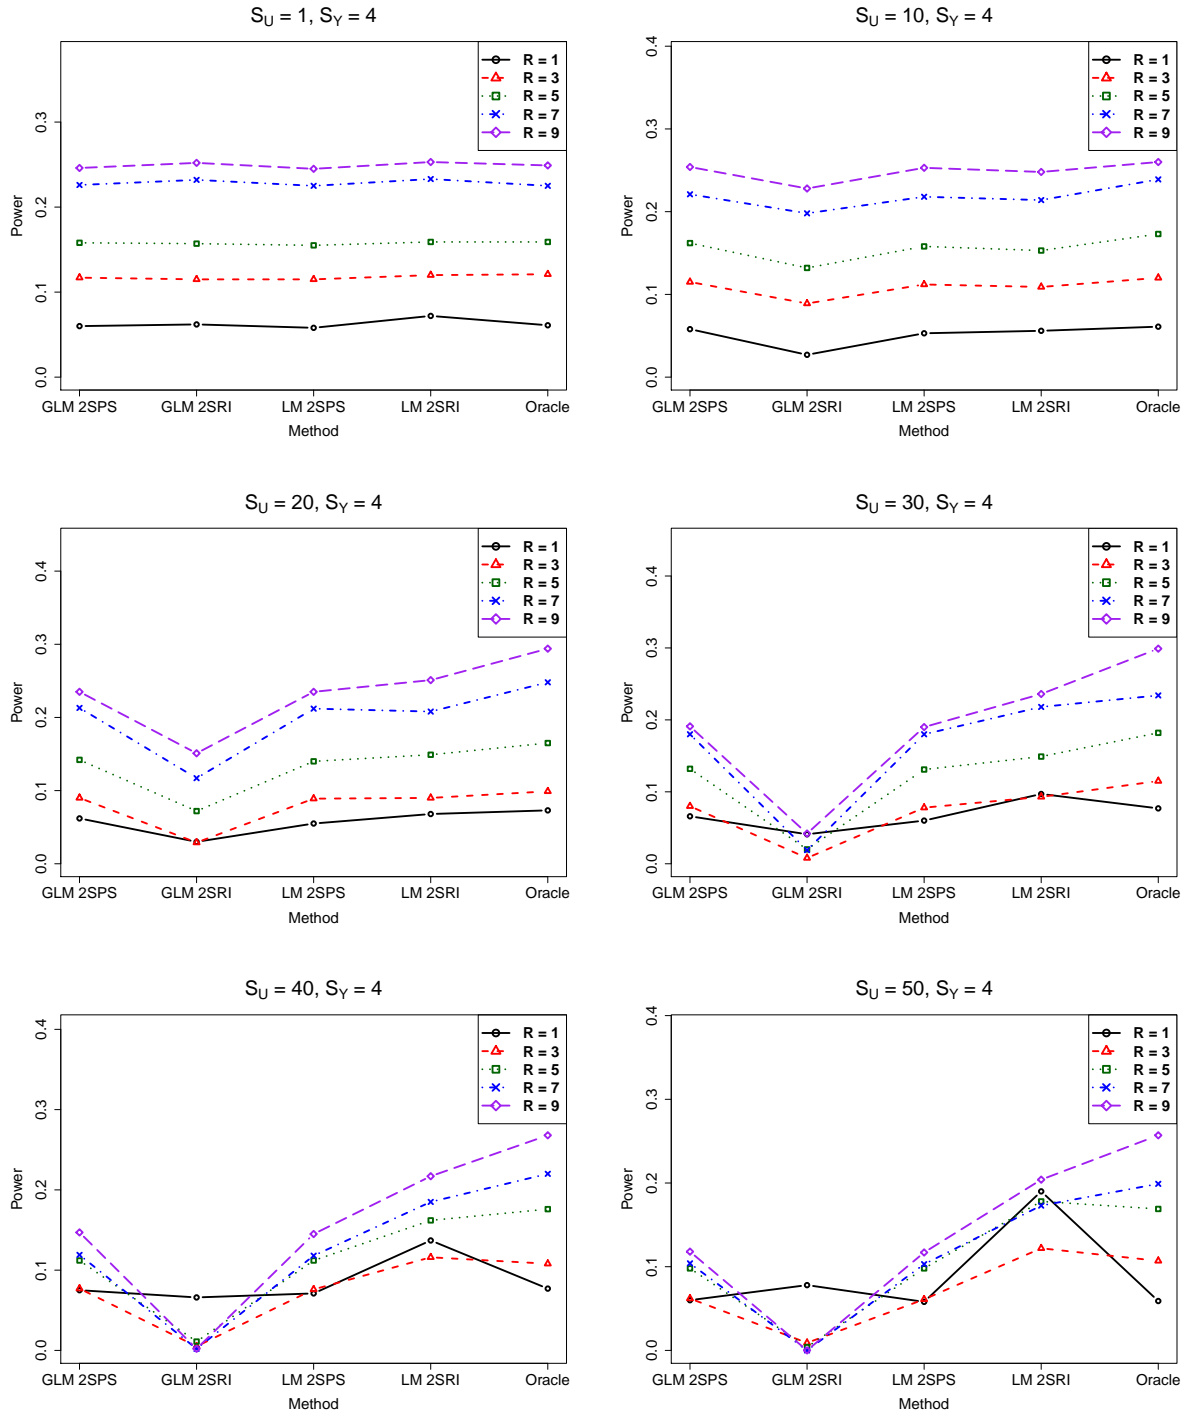 S_U = 1, S_Y = 4
Power
0.0
0.1
0.2
0.3
R = 1
R = 3
R = 5
R = 7
R = 9
GLM 2SPS
GLM 2SRI
LM 2SPS
LM 2SRI
Oracle
Method
S_U = 10, S_Y = 4
Power
0.0
0.1
0.2
0.3
0.4
R = 1
R = 3
R = 5
R = 7
R = 9
GLM 2SPS
GLM 2SRI
LM 2SPS
LM 2SRI
Oracle
Method
S_U = 20, S_Y = 4
Power
0.0
0.1
0.2
0.3
0.4
R = 1
R = 3
R = 5
R = 7
R = 9
GLM 2SPS
GLM 2SRI
LM 2SPS
LM 2SRI
Oracle
Method
S_U = 30, S_Y = 4
Power
0.0
0.1
0.2
0.3
0.4
R = 1
R = 3
R = 5
R = 7
R = 9
GLM 2SPS
GLM 2SRI
LM 2SPS
LM 2SRI
Oracle
Method
S_U = 40, S_Y = 4
Power
0.0
0.1
0.2
0.3
0.4
R = 1
R = 3
R = 5
R = 7
R = 9
GLM 2SPS
GLM 2SRI
LM 2SPS
LM 2SRI
Oracle
Method
S_U = 50, S_Y = 4
Power
0.0
0.1
0.2
0.3
0.4
R = 1
R = 3
R = 5
R = 7
R = 9
GLM 2SPS
GLM 2SRI
LM 2SPS
LM 2SRI
Oracle
Method